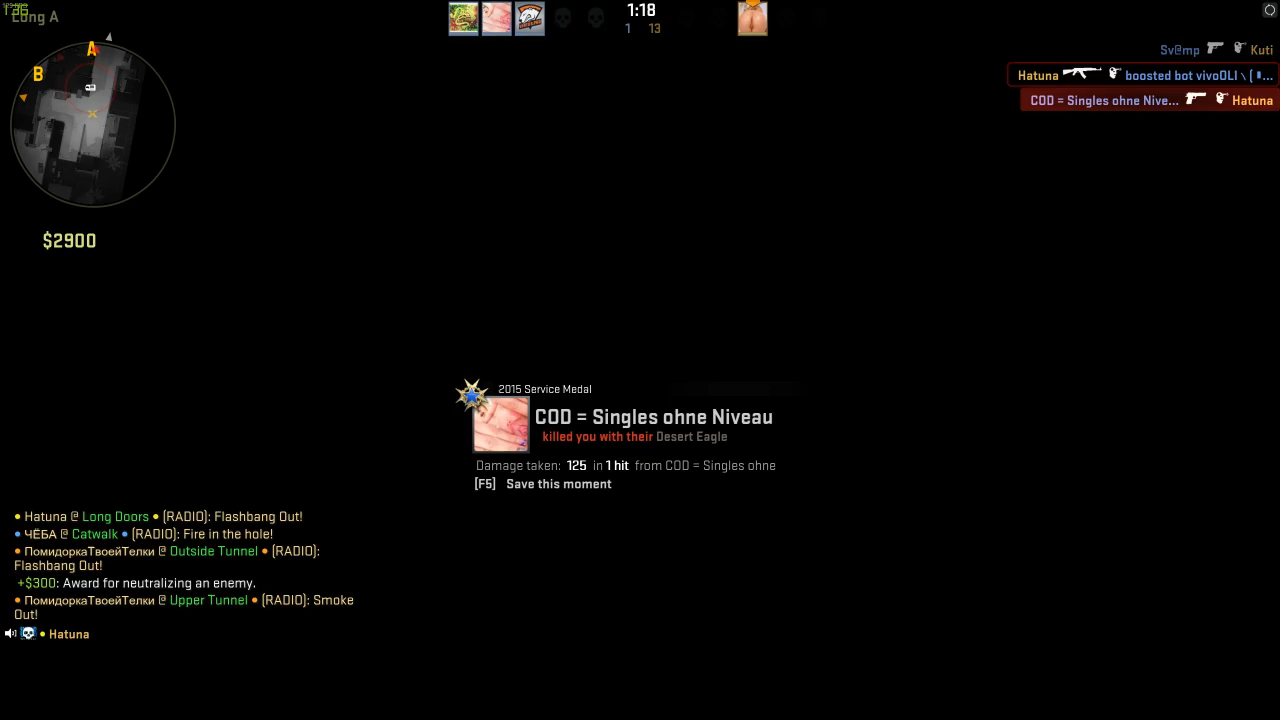 Long A
1:18
1 13
Sv@mp Kuti
A
B
Hatuna boosted bot vivoOLI \ [ ...
COD = Singles ohne Nive... Hatuna
$2900
2015 Service Medal
COD = Singles ohne Niveau
killed you with their Desert Eagle
Damage taken: 125 in 1 hit from COD = Singles ohne
[F5] Save this moment
• Hatuna @ Long Doors • (RADIO): Flashbang Out!
• ЧЁБА @ Catwalk • (RADIO): Fire in the hole!
• ПомидоркаТвоейТелки @ Outside Tunnel • (RADIO):
Flashbang Out!
+$300: Award for neutralizing an enemy.
• ПомидоркаТвоейТелки @ Upper Tunnel • (RADIO): Smoke
Out!
• Hatuna